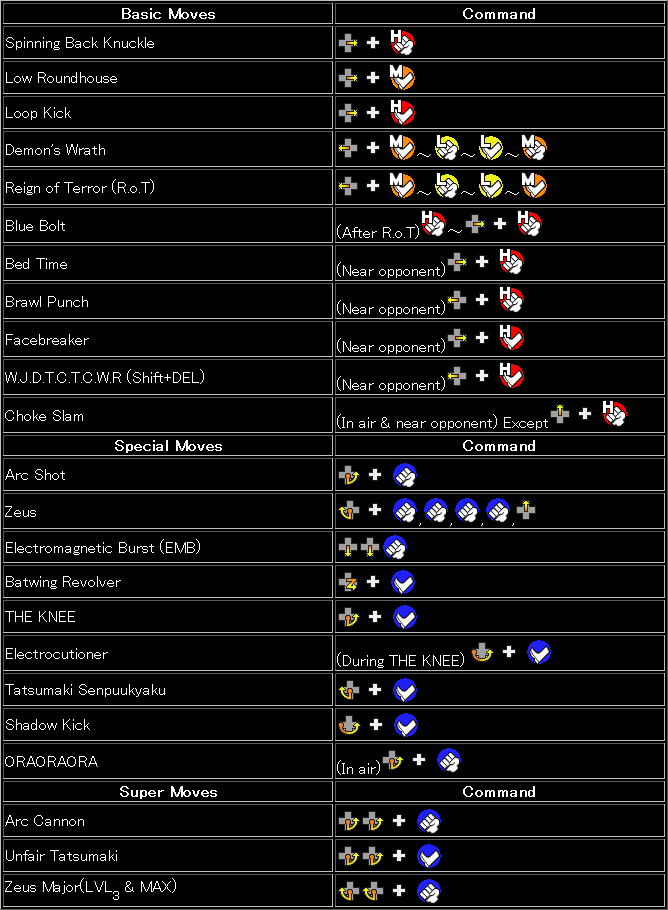 Basic Moves Command
Spinning Back Knuckle + H
Low Roundhouse + M
Loop Kick + H
Demon's Wrath + M ~ L ~ L ~ M
Reign of Terror (R.o.T) + M ~ L ~ L ~ M
Blue Bolt (After R.o.T) H ~ + H
Bed Time (Near opponent) + H
Brawl Punch (Near opponent) + H
Facebreaker (Near opponent) + H
W.J.D.T.C.T.C.W.R (Shift+DEL) (Near opponent) + H
Choke Slam (In air & near opponent) Except + H
Special Moves Command
Arc Shot +
Zeus + , , , ,
Electromagnetic Burst (EMB)
Batwing Revolver +
THE KNEE +
Electrocutioner (During THE KNEE) +
Tatsumaki Senpuukyaku +
Shadow Kick +
ORAORAORA (In air) +
Super Moves Command
Arc Cannon +
Unfair Tatsumaki +
Zeus Major(LVL3 & MAX) +